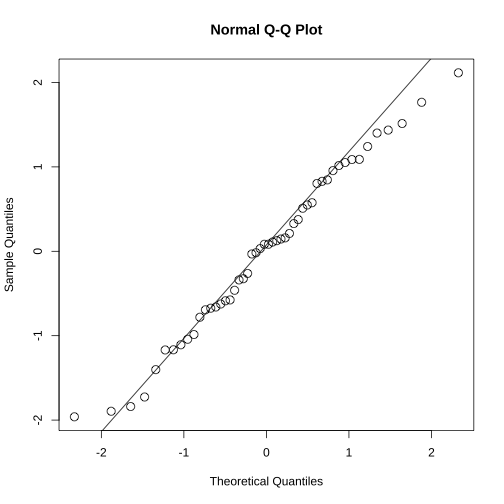 Normal Q-Q Plot
2
1
0
-1
-2
Sample Quantiles
-2 -1 0 1 2
Theoretical Quantiles